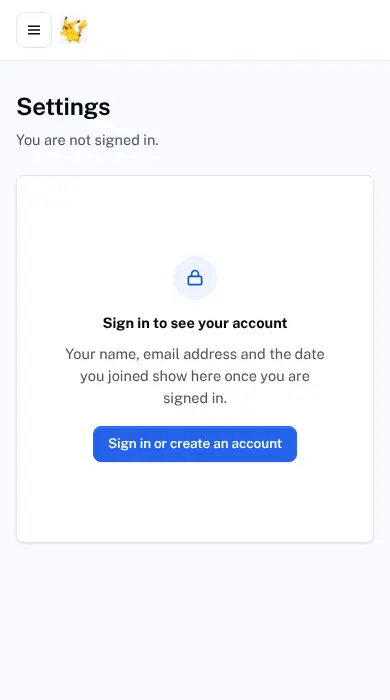 Settings
You are not signed in.
Sign in to see your account
Your name, email address and the date
you joined show here once you are
signed in.
Sign in or create an account